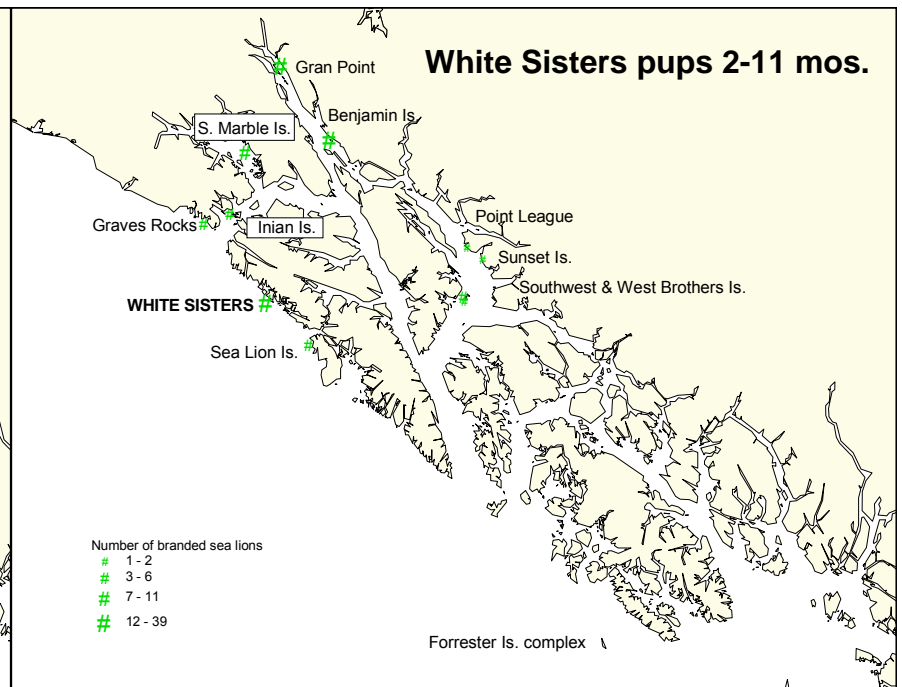 White Sisters pups 2-11 mos.
Gran Point
Benjamin Is.
S. Marble Is.
Graves Rocks
Inian Is.
Point League
Sunset Is.
Southwest & West Brothers Is.
WHITE SISTERS
Sea Lion Is.
Number of branded sea lions
# 1 - 2
# 3 - 6
# 7 - 11
# 12 - 39
Forrester Is. complex